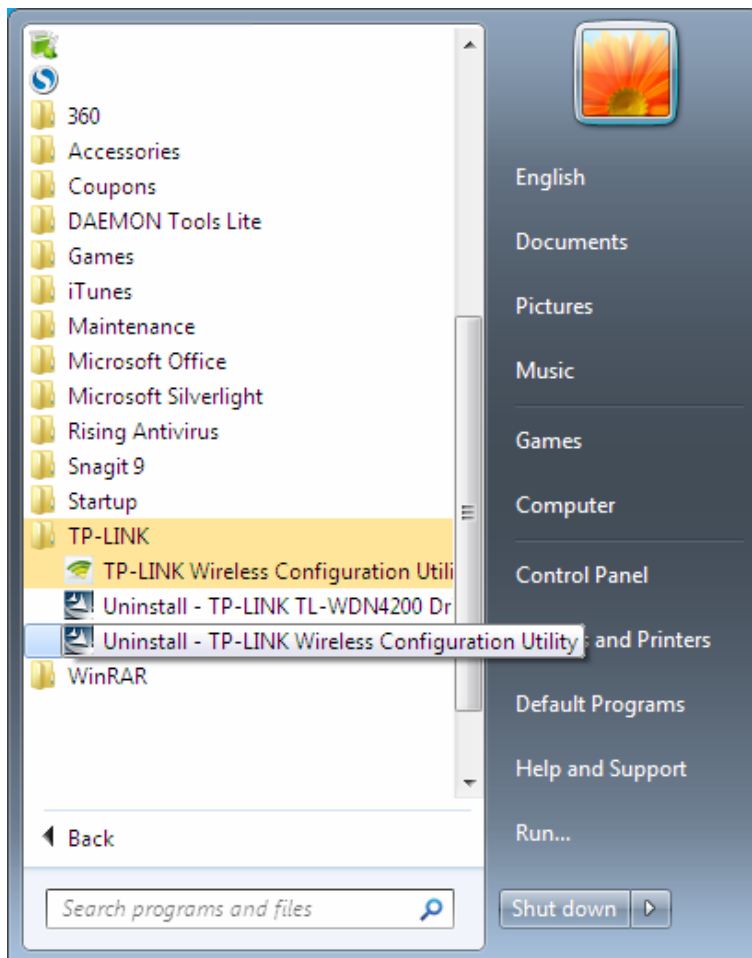 360
Accessories
Coupons
DAEMON Tools Lite
Games
iTunes
Maintenance
Microsoft Office
Microsoft Silverlight
Rising Antivirus
Snagit 9
Startup
TP-LINK
TP-LINK Wireless Configuration Utili
Uninstall - TP-LINK TL-WDN4200 Dr
Uninstall - TP-LINK Wireless Configuration Utility
WinRAR
Back
Search programs and files
English
Documents
Pictures
Music
Games
Computer
Control Panel
and Printers
Default Programs
Help and Support
Run...
Shut down